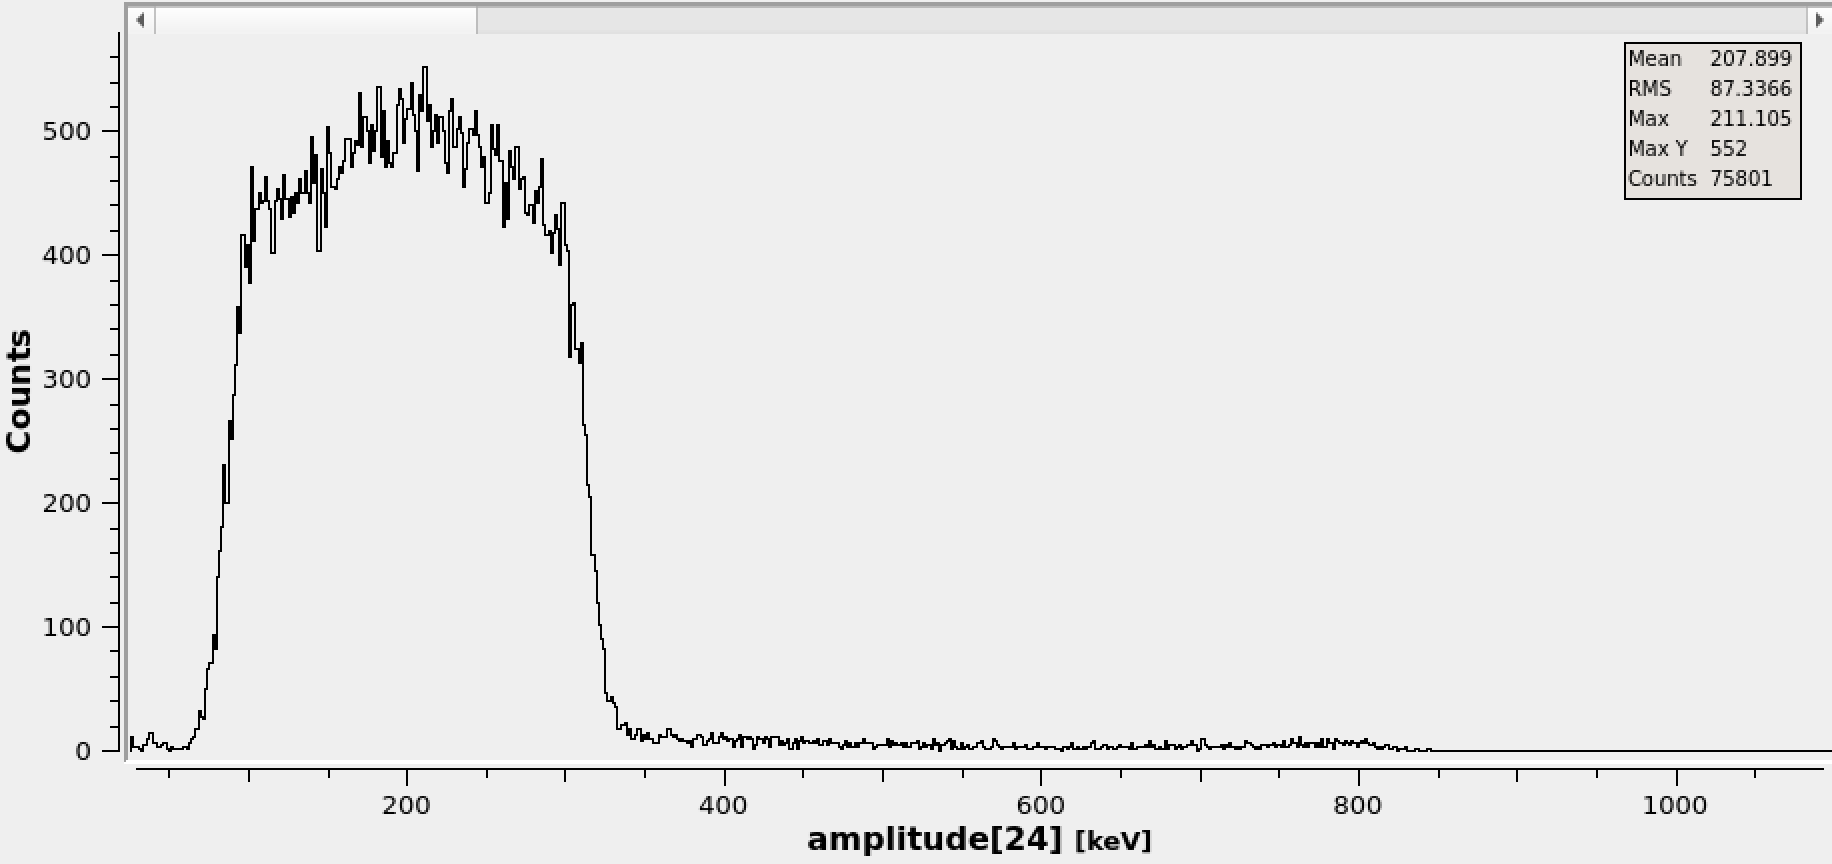 Mean 207.899
RMS 87.3366
Max 211.105
Max Y 552
Counts 75801
500
400
300
200
100
0
Counts
200 400 600 800 1000
amplitude[24] [keV]